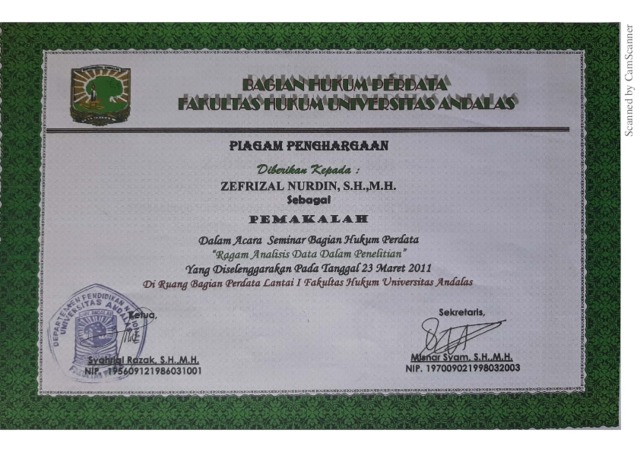 BAGIAN HUKUM PERDATA
FAKULTAS HUKUM UNIVERSITAS ANDALAS
PIAGAM PENGHARGAAN
Diberikan Kepada :
ZEFRIZAL NURDIN, S.H.,M.H.
Sebagai
PEMAKALAH
Dalam Acara Seminar Bagian Hukum Perdata
"Ragam Analisis Data Dalam Penelitian"
Yang Diselenggarakan Pada Tanggal 23 Maret 2011
Di Ruang Bagian Perdata Lantai I Fakultas Hukum Universitas Andalas
Ketua,
Syahrial Razak, S.H.,M.H.
NIP. 195609121986031001
Sekretaris,
Misnar Syam, S.H.,M.H.
NIP. 197009021998032003
UNIVERSITAS ANDALAS
Scanned by CamScanner